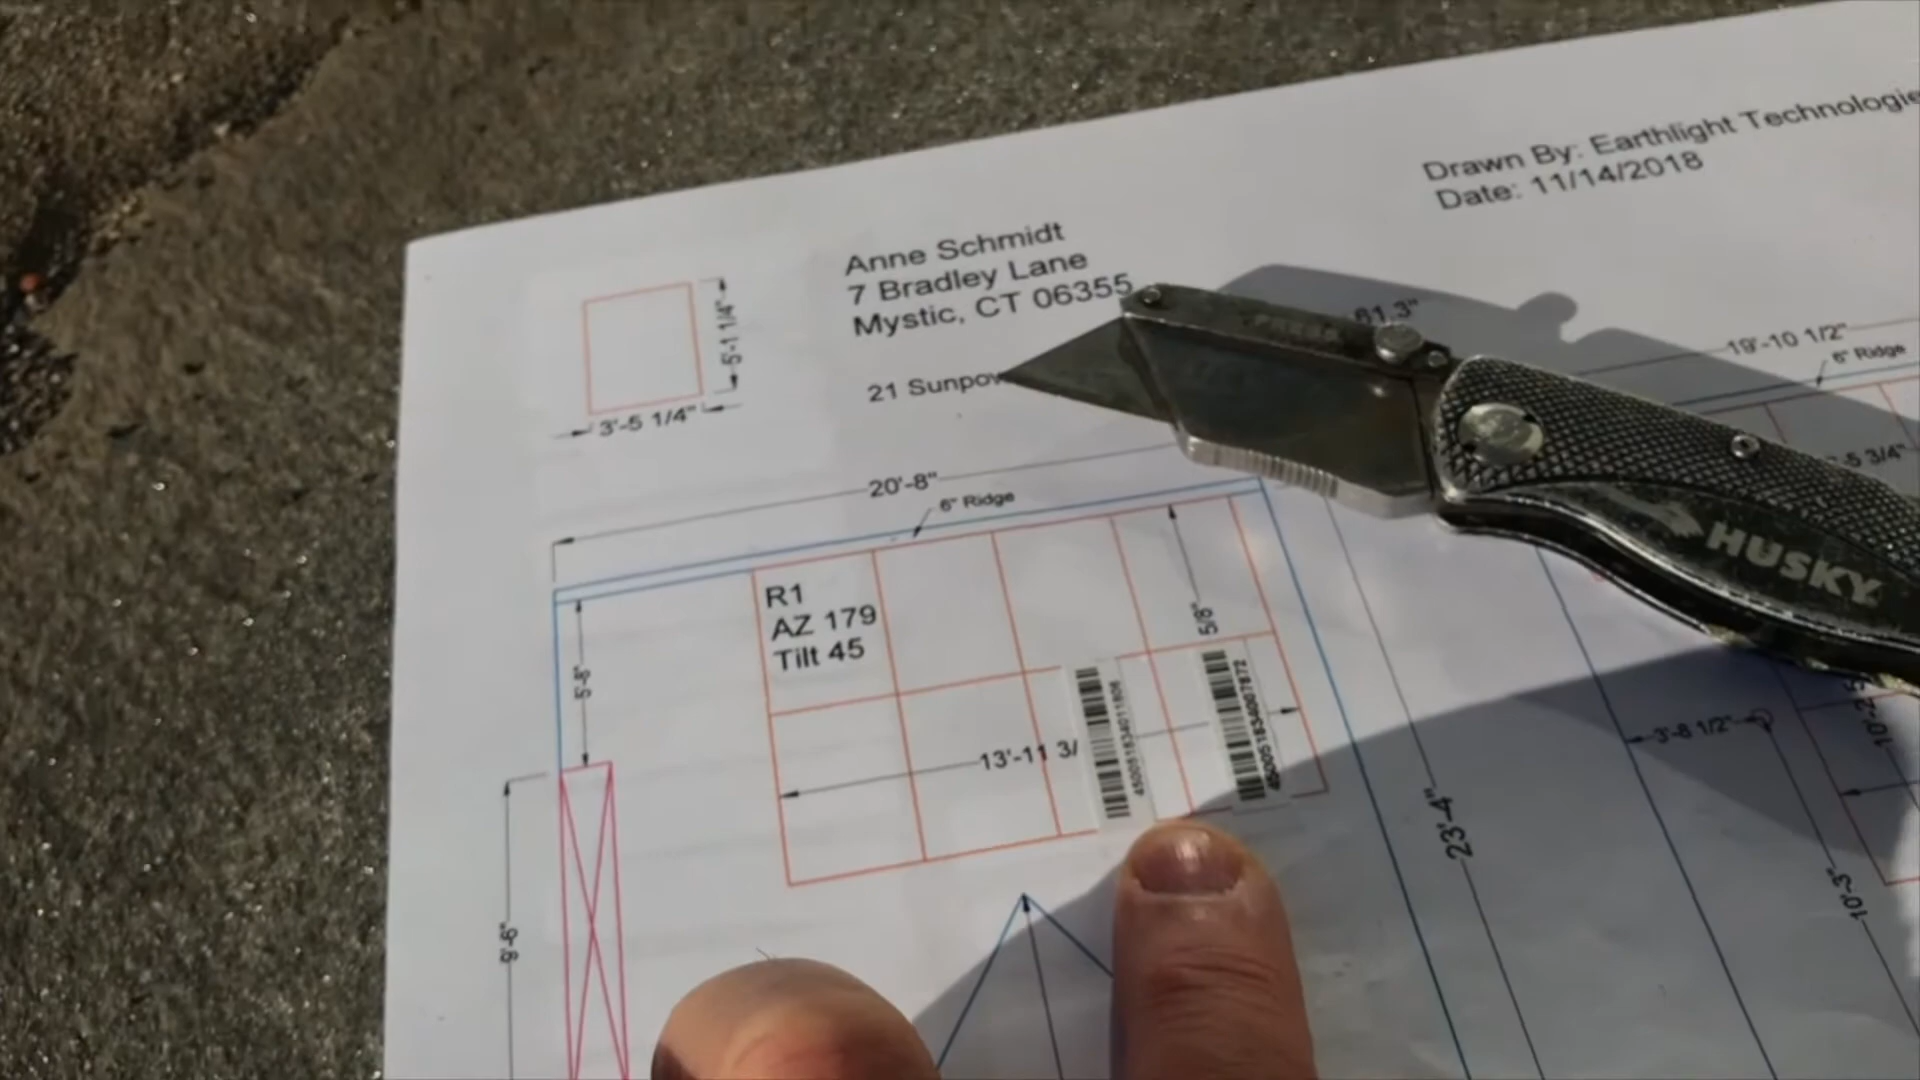 Drawn By: Earthlight Technologie
Date: 11/14/2018
Anne Schmidt
7 Bradley Lane
Mystic, CT 06355
21 Sunpow
5'-1 1/4"
3'-5 1/4"
61.3"
19'-10 1/2"
6" Ridge
20'-8"
6" Ridge
HUSKY
R1
AZ 179
Tilt 45
5/8"
13'-11 3/
3'-8 1/2"
23'-4"
10'-3"
9'-6"